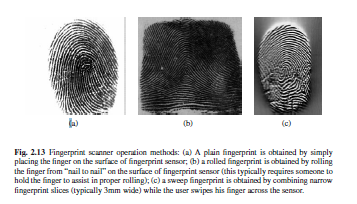 (a)
(b)
(c)
Fig. 2.13 Fingerprint scanner operation methods: (a) A plain fingerprint is obtained by simply
placing the finger on the surface of fingerprint sensor; (b) a rolled fingerprint is obtained by rolling
the finger from “nail to nail” on the surface of fingerprint sensor (this typically requires someone to
hold the finger to assist in proper rolling); (c) a sweep fingerprint is obtained by combining narrow
fingerprint slices (typically 3mm wide) while the user swipes his finger across the sensor.